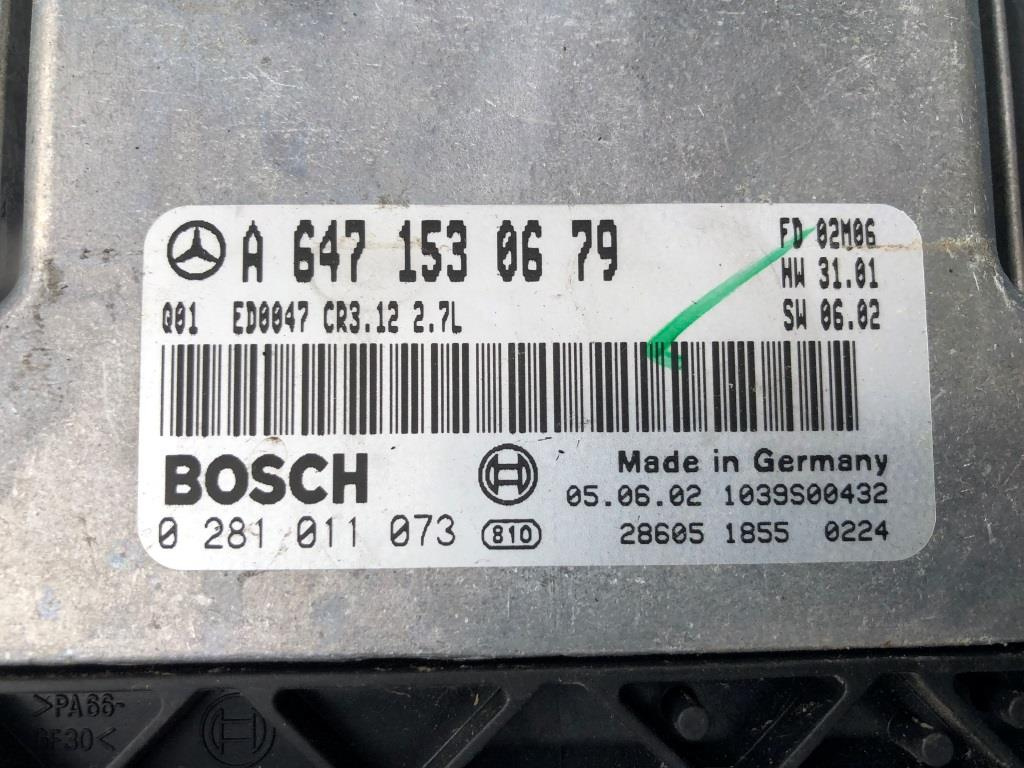 A 647 153 06 79
FD 02M06
HW 31.01
Q01 ED0047 CR3.12 2.7L
SW 06.02
BOSCH
Made in Germany
05.06.02 1039S00432
0 281 011 073 810
28605 1855 0224
>PA66-
GF30<